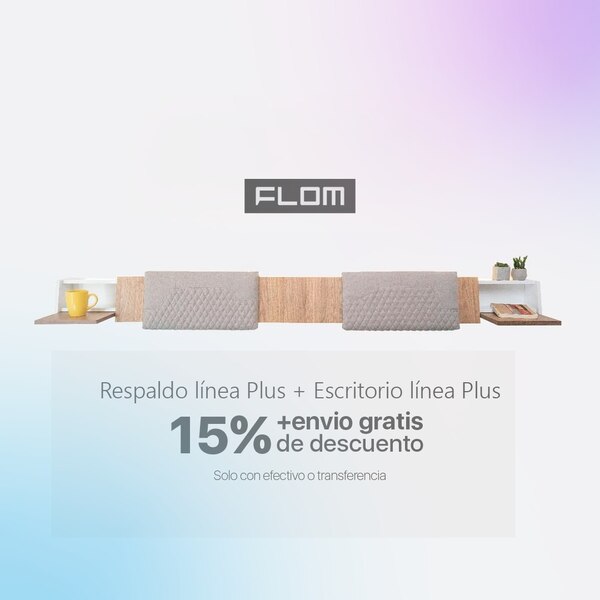 FLOM
Respaldo línea Plus + Escritorio línea Plus
15% +envio gratis
de descuento
Solo con efectivo o transferencia